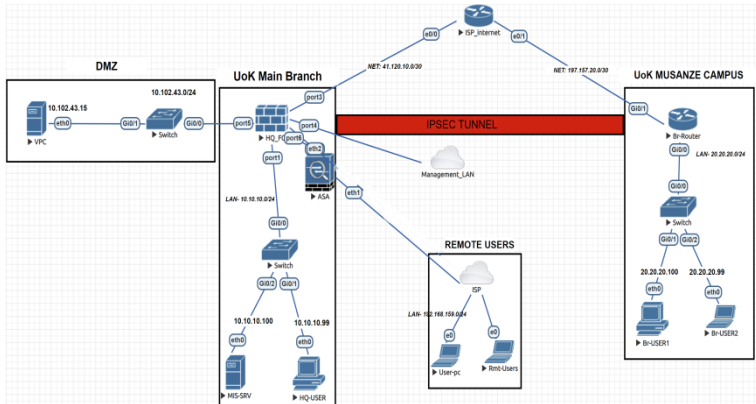 ISP_internet
e0/0
e0/1
NET: 41.120.10.0/30
NET: 197.157.20.0/30
DMZ
UoK Main Branch
UoK MUSANZE CAMPUS
10.102.43.0/24
10.102.43.15
VPC
eth0
Gi0/1
Switch
Gi0/0
port5
port3
HQ_FG
port4
port6
eth2
port1
ASA
eth1
IPSEC TUNNEL
Management_LAN
Gi0/1
Br-Router
Gi0/0
LAN- 20.20.20.0/24
Gi0/0
Switch
Gi0/1
Gi0/2
20.20.20.100
20.20.20.99
eth0
eth0
Br-USER1
Br-USER2
LAN- 10.10.10.0/24
Gi0/0
Switch
Gi0/2
Gi0/1
10.10.10.100
10.10.10.99
eth0
eth0
MIS-SRV
HQ-USER
REMOTE USERS
ISP
e0
e0
User-pc
Rmt-Users